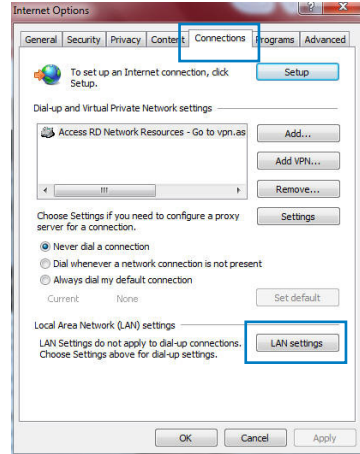 Internet Options
General Security Privacy Content Connections Programs Advanced
To set up an Internet connection, click
Setup.
Setup
Dial-up and Virtual Private Network settings
Access RD Network Resources - Go to vpn.as
Add...
Add VPN...
Remove...
Choose Settings if you need to configure a proxy
server for a connection.
Settings
Never dial a connection
Dial whenever a network connection is not present
Always dial my default connection
Current None
Set default
Local Area Network (LAN) settings
LAN Settings do not apply to dial-up connections.
Choose Settings above for dial-up settings.
LAN settings
OK Cancel Apply